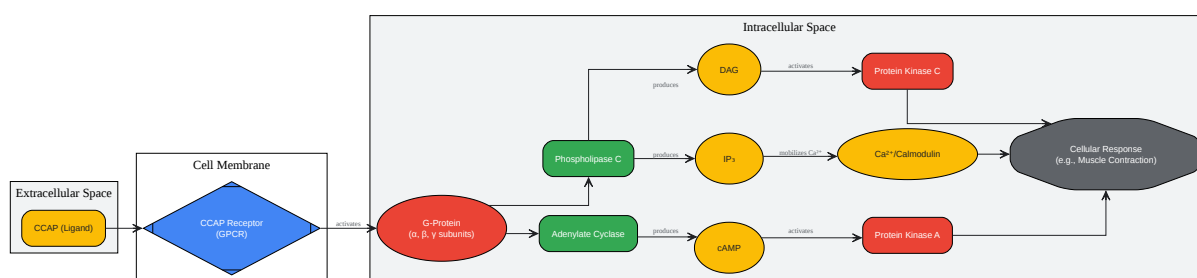 Intracellular Space
DAG
activates
Protein Kinase C
produces
Cell Membrane
Phospholipase C
produces
IP₃
mobilizes Ca²⁺
Ca²⁺/Calmodulin
Cellular Response
(e.g., Muscle Contraction)
Extracellular Space
CCAP (Ligand)
CCAP Receptor
(GPCR)
activates
G-Protein
(α, β, γ subunits)
Adenylate Cyclase
produces
cAMP
activates
Protein Kinase A